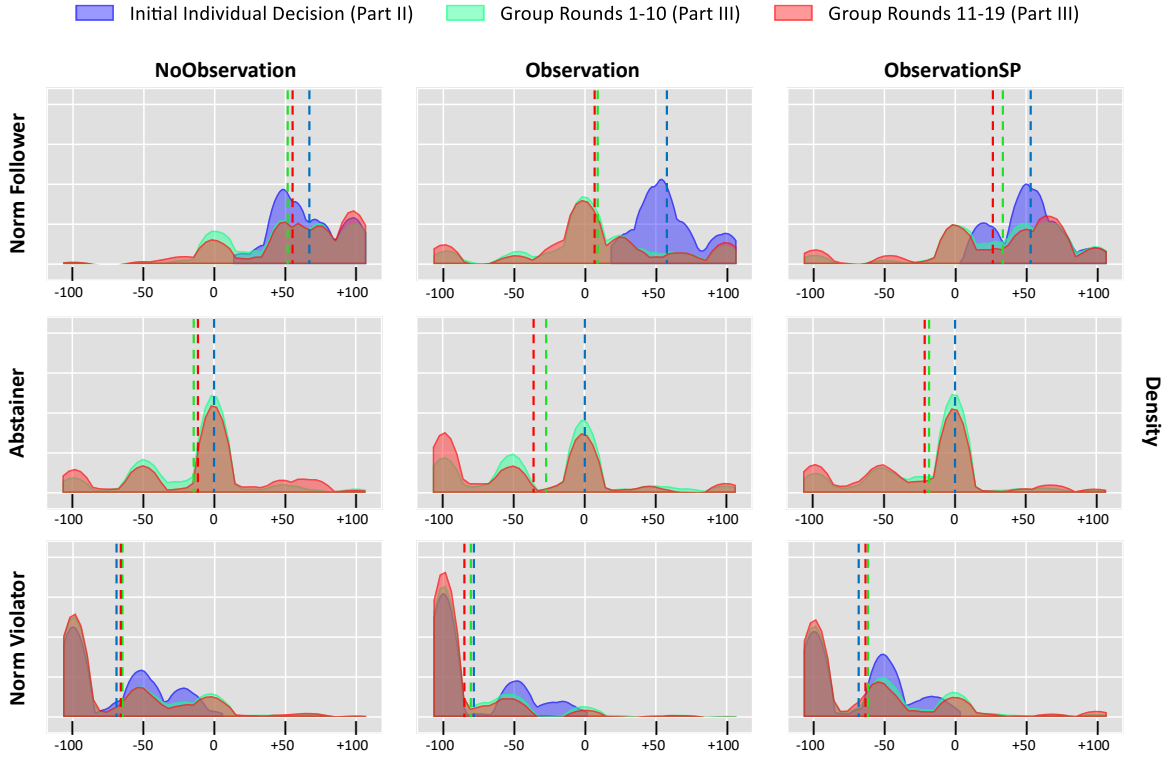 Initial Individual Decision (Part II) Group Rounds 1-10 (Part III) Group Rounds 11-19 (Part III)
NoObservation Observation ObservationSP
Norm Follower
-100 -50 0 +50 +100 -100 -50 0 +50 +100 -100 -50 0 +50 +100
Abstainer
Density
-100 -50 0 +50 +100 -100 -50 0 +50 +100 -100 -50 0 +50 +100
Norm Violator
-100 -50 0 +50 +100 -100 -50 0 +50 +100 -100 -50 0 +50 +100